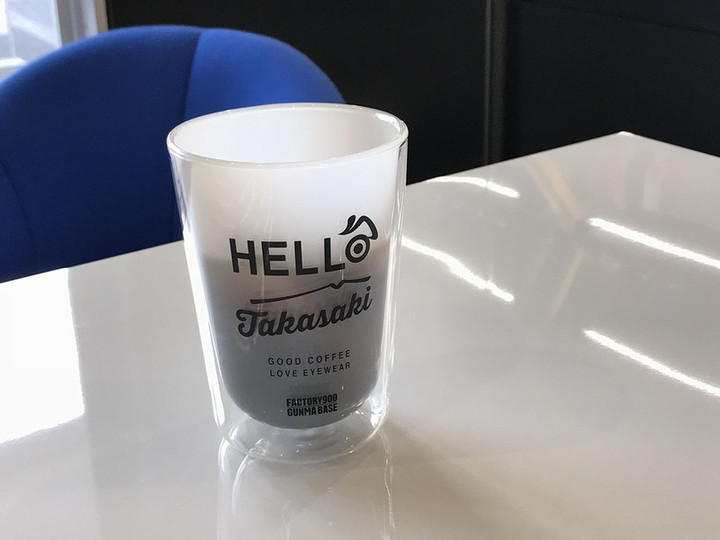 HELLO
Takasaki
GOOD COFFEE
LOVE EYEWEAR
FACTORY900
GUNMA BASE